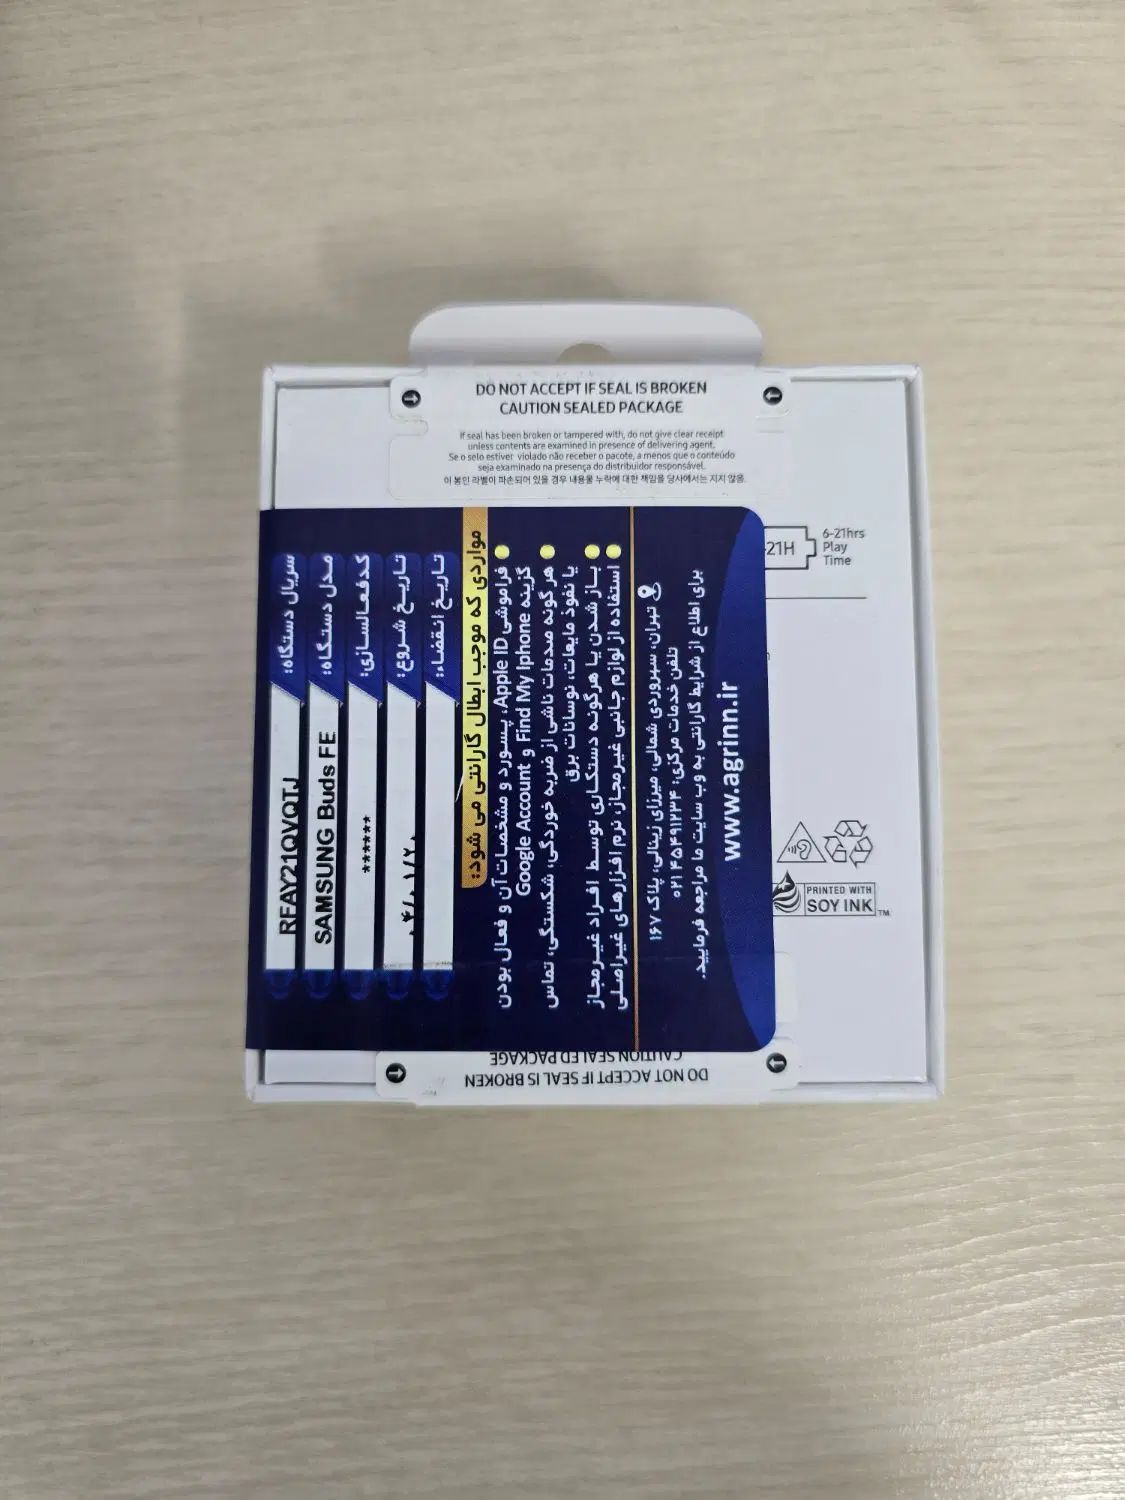 DO NOT ACCEPT IF SEAL IS BROKEN
CAUTION SEALED PACKAGE
If seal has been broken or tampered with, do not give clear receipt
unless contents are examined in presence of delivering agent.
Se o selo estiver violado não receber o pacote, a menos que o conteúdo
seja examinado na presença do distribuidor responsável.
이 봉인 라벨이 파손되어 있을 경우 내용물 누락에 대한 책임을 당사에서는 지지 않음.
سریال دستگاه: RFAY21QVQTJ
مدل دستگاه: SAMSUNG Buds FE
کدفعالسازی: ******
تاریخ شروع:
تاریخ انقضاء:
مواردی که موجب ابطال گارانتی می شود:
فراموشی Apple ID، پسورد و مشخصات آن و فعال بودن
گزینه Find My Iphone و Google Account
هر گونه صدمات ناشی از ضربه خوردگی، شکستگی، تماس
یا نفوذ مایعات، نوسانات برق
باز شدن یا هرگونه دستکاری توسط افراد غیرمجاز
استفاده از لوازم جانبی غیرمجاز، نرم افزارهای غیراصلی
تهران، سهروردی شمالی، میرزای زینالی، پلاک ۱۶۷
تلفن خدمات مرکزی: ۰۲۱۴۵۴۹۱۲۳۴
برای اطلاع از شرایط گارانتی به وب سایت ما مراجعه فرمایید.
www.agrinn.ir
21H
6-21hrs
Play
Time
PRINTED WITH
SOY INK TM
CAUTION SEALED PACKAGE
DO NOT ACCEPT IF SEAL IS BROKEN